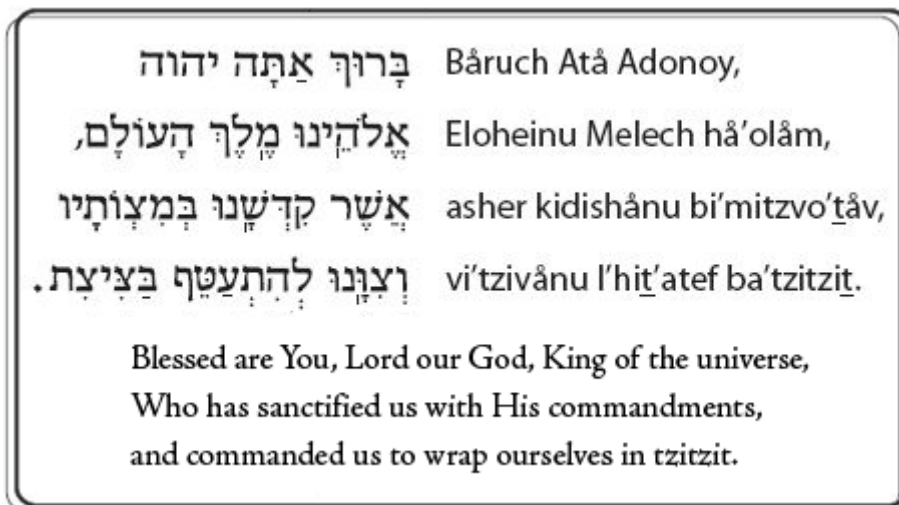 בָּרוּךְ אַתָּה יהוה Båruch Atå Adonoy,
אֱלֹהֵֽינוּ מֶֽלֶךְ הָעוֹלָם, Eloheinu Melech hå’olåm,
אֲשֶׁר קִדְּשָֽׁנוּ בְּמִצְוֹתָיו asher kidishånu bi’mitzvo’tåv,
וְצִוָּֽנוּ לְהִתְעַטֵּף בַּצִּיצִת. vi’tzivånu l’hit’atef ba’tzitzit.
Blessed are You, Lord our God, King of the universe,
Who has sanctified us with His commandments,
and commanded us to wrap ourselves in tzitzit.